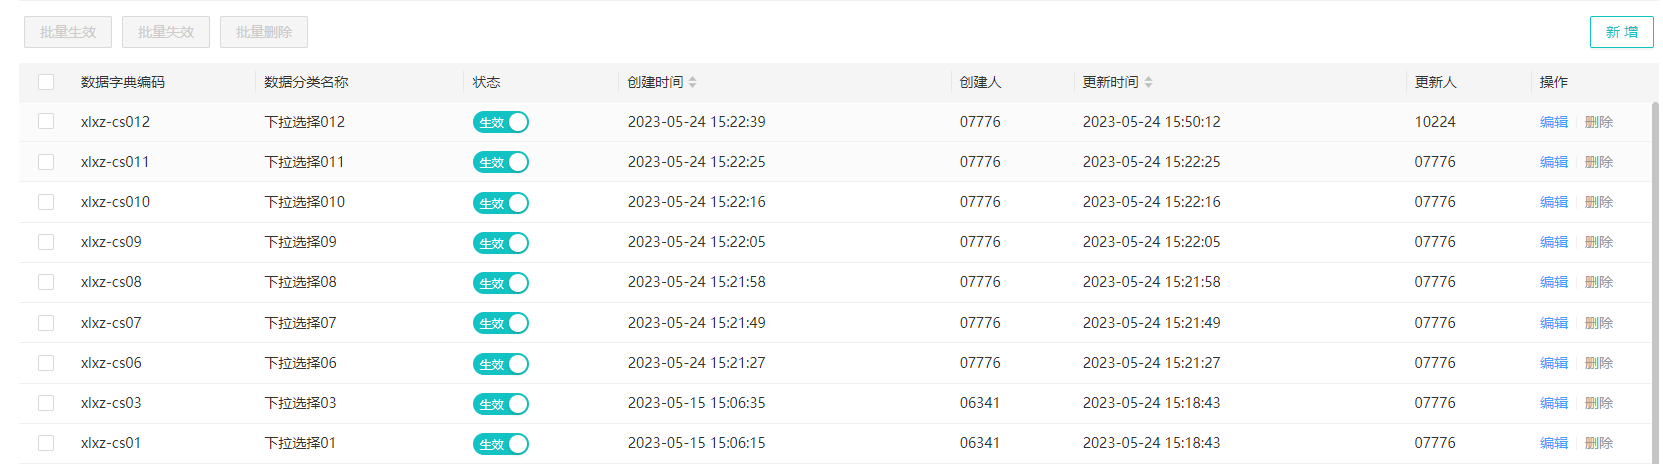 批量生效 批量失效 批量删除 新 增
数据字典编码 数据分类名称 状态 创建时间 创建人 更新时间 更新人 操作
xlxz-cs012 下拉选择012 生效 2023-05-24 15:22:39 07776 2023-05-24 15:50:12 10224 编辑 删除
xlxz-cs011 下拉选择011 生效 2023-05-24 15:22:25 07776 2023-05-24 15:22:25 07776 编辑 删除
xlxz-cs010 下拉选择010 生效 2023-05-24 15:22:16 07776 2023-05-24 15:22:16 07776 编辑 删除
xlxz-cs09 下拉选择09 生效 2023-05-24 15:22:05 07776 2023-05-24 15:22:05 07776 编辑 删除
xlxz-cs08 下拉选择08 生效 2023-05-24 15:21:58 07776 2023-05-24 15:21:58 07776 编辑 删除
xlxz-cs07 下拉选择07 生效 2023-05-24 15:21:49 07776 2023-05-24 15:21:49 07776 编辑 删除
xlxz-cs06 下拉选择06 生效 2023-05-24 15:21:27 07776 2023-05-24 15:21:27 07776 编辑 删除
xlxz-cs03 下拉选择03 生效 2023-05-15 15:06:35 06341 2023-05-24 15:18:43 07776 编辑 删除
xlxz-cs01 下拉选择01 生效 2023-05-15 15:06:15 06341 2023-05-24 15:18:43 07776 编辑 删除